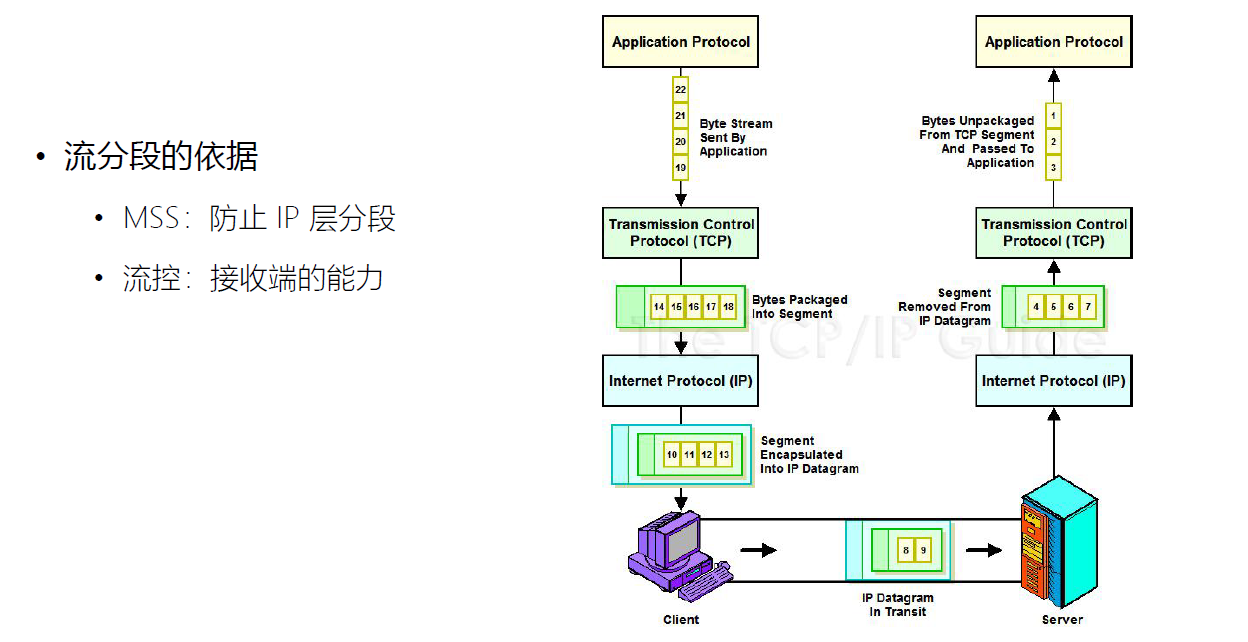 • 流分段的依据
• MSS：防止 IP 层分段
• 流控：接收端的能力
Application Protocol
22
21
20
19
Byte Stream
Sent By
Application
Transmission Control
Protocol (TCP)
14 15 16 17 18
Bytes Packaged
Into Segment
Internet Protocol (IP)
10 11 12 13
Segment
Encapsulated
Into IP Datagram
Client
8 9
IP Datagram
In Transit
Application Protocol
Bytes Unpackaged
From TCP Segment
And Passed To
Application
1
2
3
Transmission Control
Protocol (TCP)
Segment
Removed From
IP Datagram
4 5 6 7
Internet Protocol (IP)
Server
The TCP/IP Guide